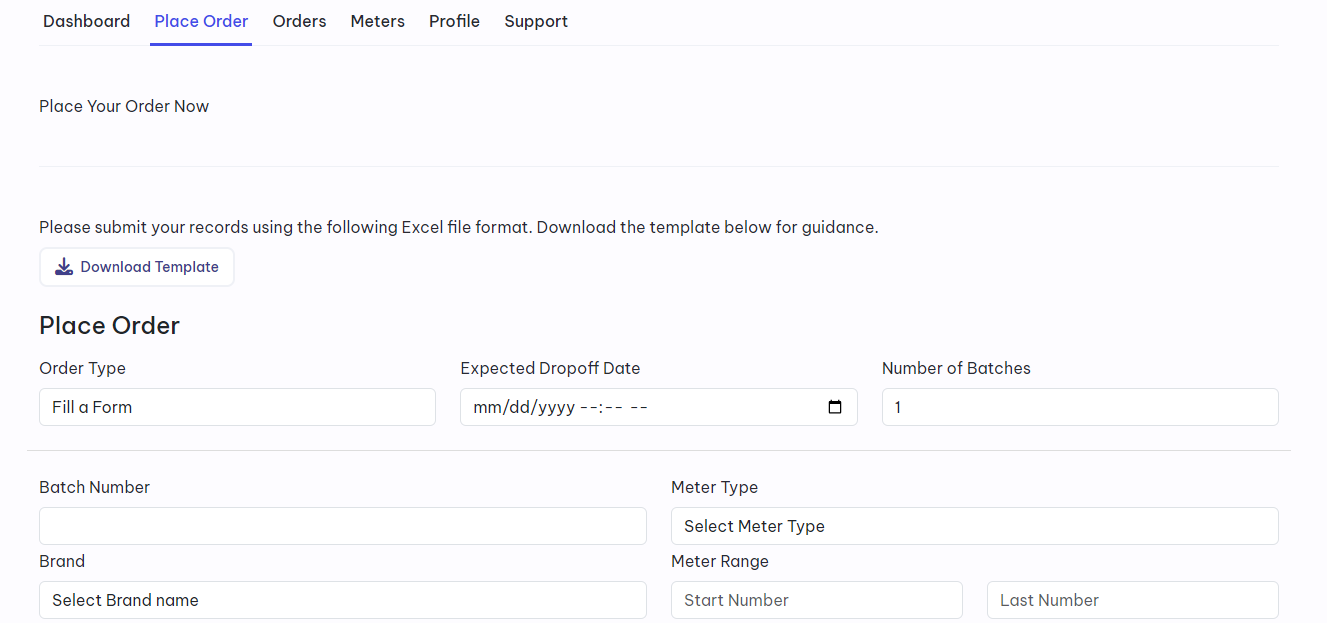 Dashboard Place Order Orders Meters Profile Support
Place Your Order Now
Please submit your records using the following Excel file format. Download the template below for guidance.
Download Template
Place Order
Order Type Expected Dropoff Date Number of Batches
Fill a Form mm/dd/yyyy --:-- -- 1
Batch Number Meter Type
Select Meter Type
Brand Meter Range
Select Brand name Start Number Last Number